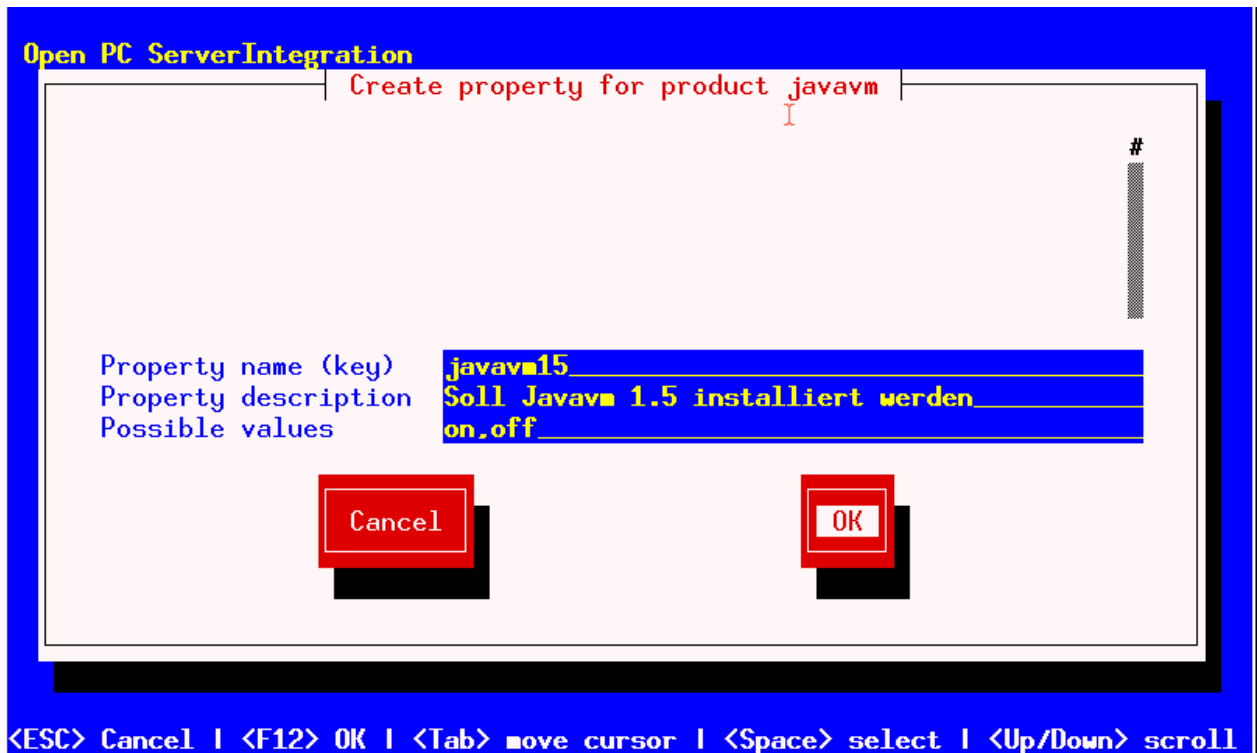 Open PC ServerIntegration
Create property for product javavm
#
Property name (key) javavm15
Property description Soll Javavm 1.5 installiert werden
Possible values on,off
Cancel OK
<ESC> Cancel | <F12> OK | <Tab> move cursor | <Space> select | <Up/Down> scroll